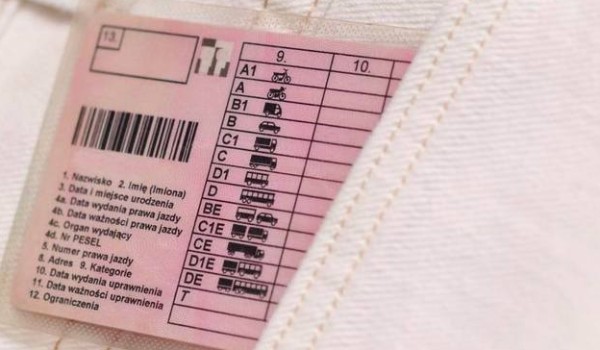 13.
9.
10.
A1
A
B1
B
C1
C
D1
D
BE
C1E
CE
D1E
DE
T
1. Nazwisko 2. Imię (Imiona)
3. Data i miejsce urodzenia
4a. Data wydania prawa jazdy
4b. Data ważności prawa jazdy
4c. Organ wydający
4d. Nr PESEL
5. Numer prawa jazdy
8. Adres 9. Kategorie
10. Data wydania uprawnienia
11. Data ważności uprawnienia
12. Ograniczenia